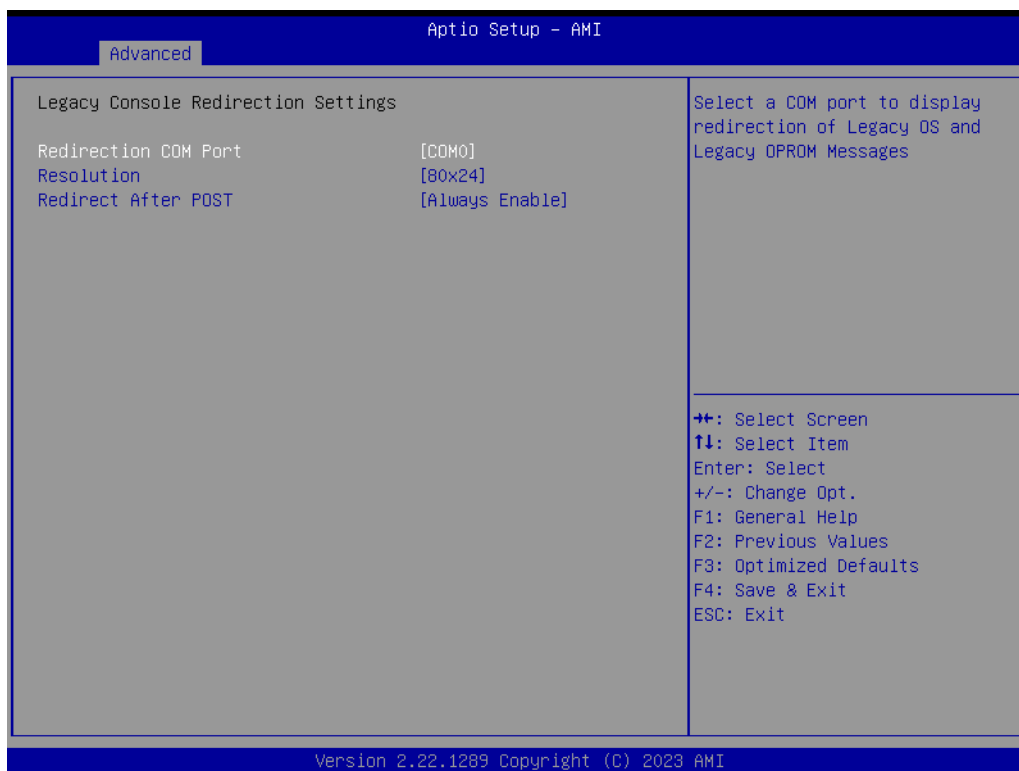 Aptio Setup – AMI
Advanced
Legacy Console Redirection Settings
Redirection COM Port [COM0]
Resolution [80x24]
Redirect After POST [Always Enable]
Select a COM port to display
redirection of Legacy OS and
Legacy OPROM Messages
→←: Select Screen
↑↓: Select Item
Enter: Select
+/-: Change Opt.
F1: General Help
F2: Previous Values
F3: Optimized Defaults
F4: Save & Exit
ESC: Exit
Version 2.22.1289 Copyright (C) 2023 AMI